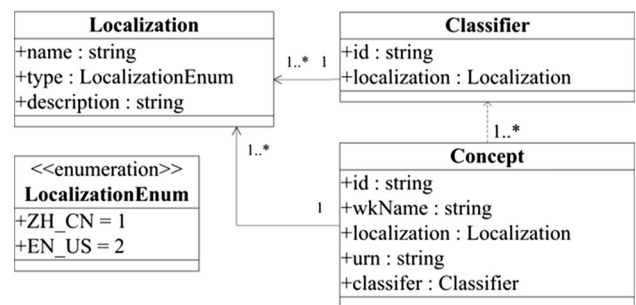 Localization
+name : string
+type : LocalizationEnum
+description : string
1..* 1
Classifier
+id : string
+localization : Localization
1..*
1..*
1
<<enumeration>>
LocalizationEnum
+ZH_CN = 1
+EN_US = 2
Concept
+id : string
+wkName : string
+localization : Localization
+urn : string
+classifer : Classifier